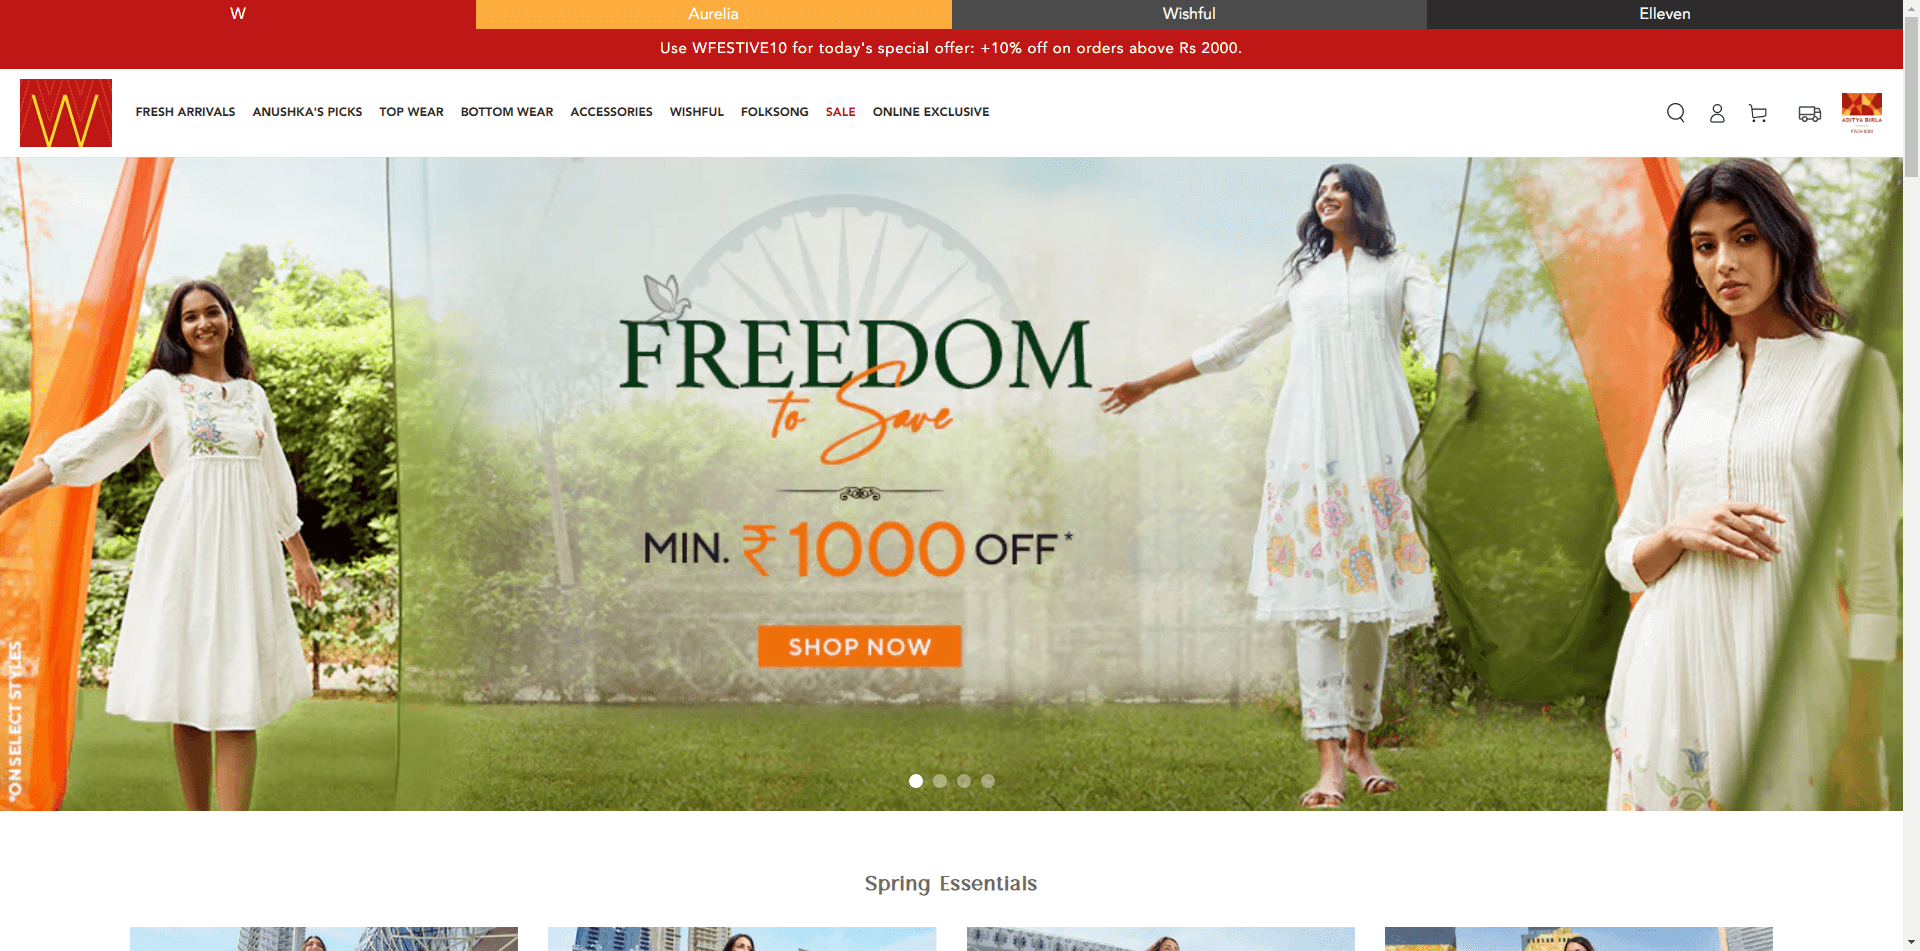 W
Aurelia
Wishful
Elleven
Use WFESTIVE10 for today's special offer: +10% off on orders above Rs 2000.
W
FRESH ARRIVALS
ANUSHKA'S PICKS
TOP WEAR
BOTTOM WEAR
ACCESSORIES
WISHFUL
FOLKSONG
SALE
ONLINE EXCLUSIVE
ADITYA BIRLA
FASHION
FREEDOM
to Save
MIN. ₹1000 OFF*
SHOP NOW
*ON SELECT STYLES
Spring Essentials